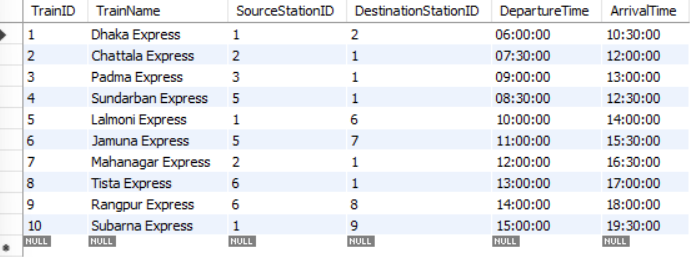 TrainID TrainName SourceStationID DestinationStationID DepartureTime ArrivalTime
1 Dhaka Express 1 2 06:00:00 10:30:00
2 Chattala Express 2 1 07:30:00 12:00:00
3 Padma Express 3 1 09:00:00 13:00:00
4 Sundarban Express 5 1 08:30:00 12:30:00
5 Lalmoni Express 1 6 10:00:00 14:00:00
6 Jamuna Express 5 7 11:00:00 15:30:00
7 Mahanagar Express 2 1 12:00:00 16:30:00
8 Tista Express 6 1 13:00:00 17:00:00
9 Rangpur Express 6 8 14:00:00 18:00:00
10 Subarna Express 1 9 15:00:00 19:30:00
NULL NULL NULL NULL NULL NULL